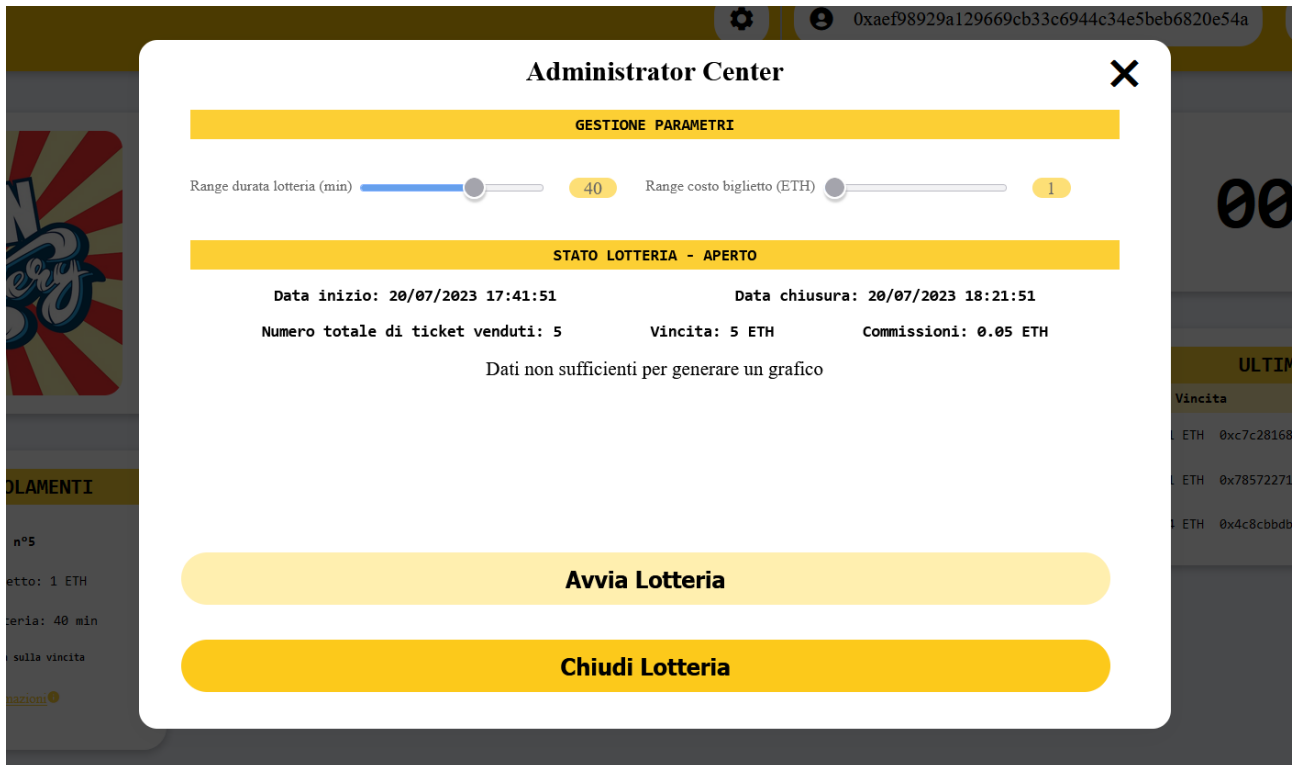 0xaef98929a129669cb33c6944c34e5beb6820e54a
Administrator Center
GESTIONE PARAMETRI
Range durata lotteria (min) 40 Range costo biglietto (ETH) 1
STATO LOTTERIA - APERTO
Data inizio: 20/07/2023 17:41:51 Data chiusura: 20/07/2023 18:21:51
Numero totale di ticket venduti: 5 Vincita: 5 ETH Commissioni: 0.05 ETH
Dati non sufficienti per generare un grafico
Avvia Lotteria
Chiudi Lotteria
OLAMENTI
n°5
etto: 1 ETH
teria: 40 min
sulla vincita
mazioni
00
ULTIM
Vincita
1 ETH 0xc7c28168
1 ETH 0x78572271
4 ETH 0x4c8cbbdb